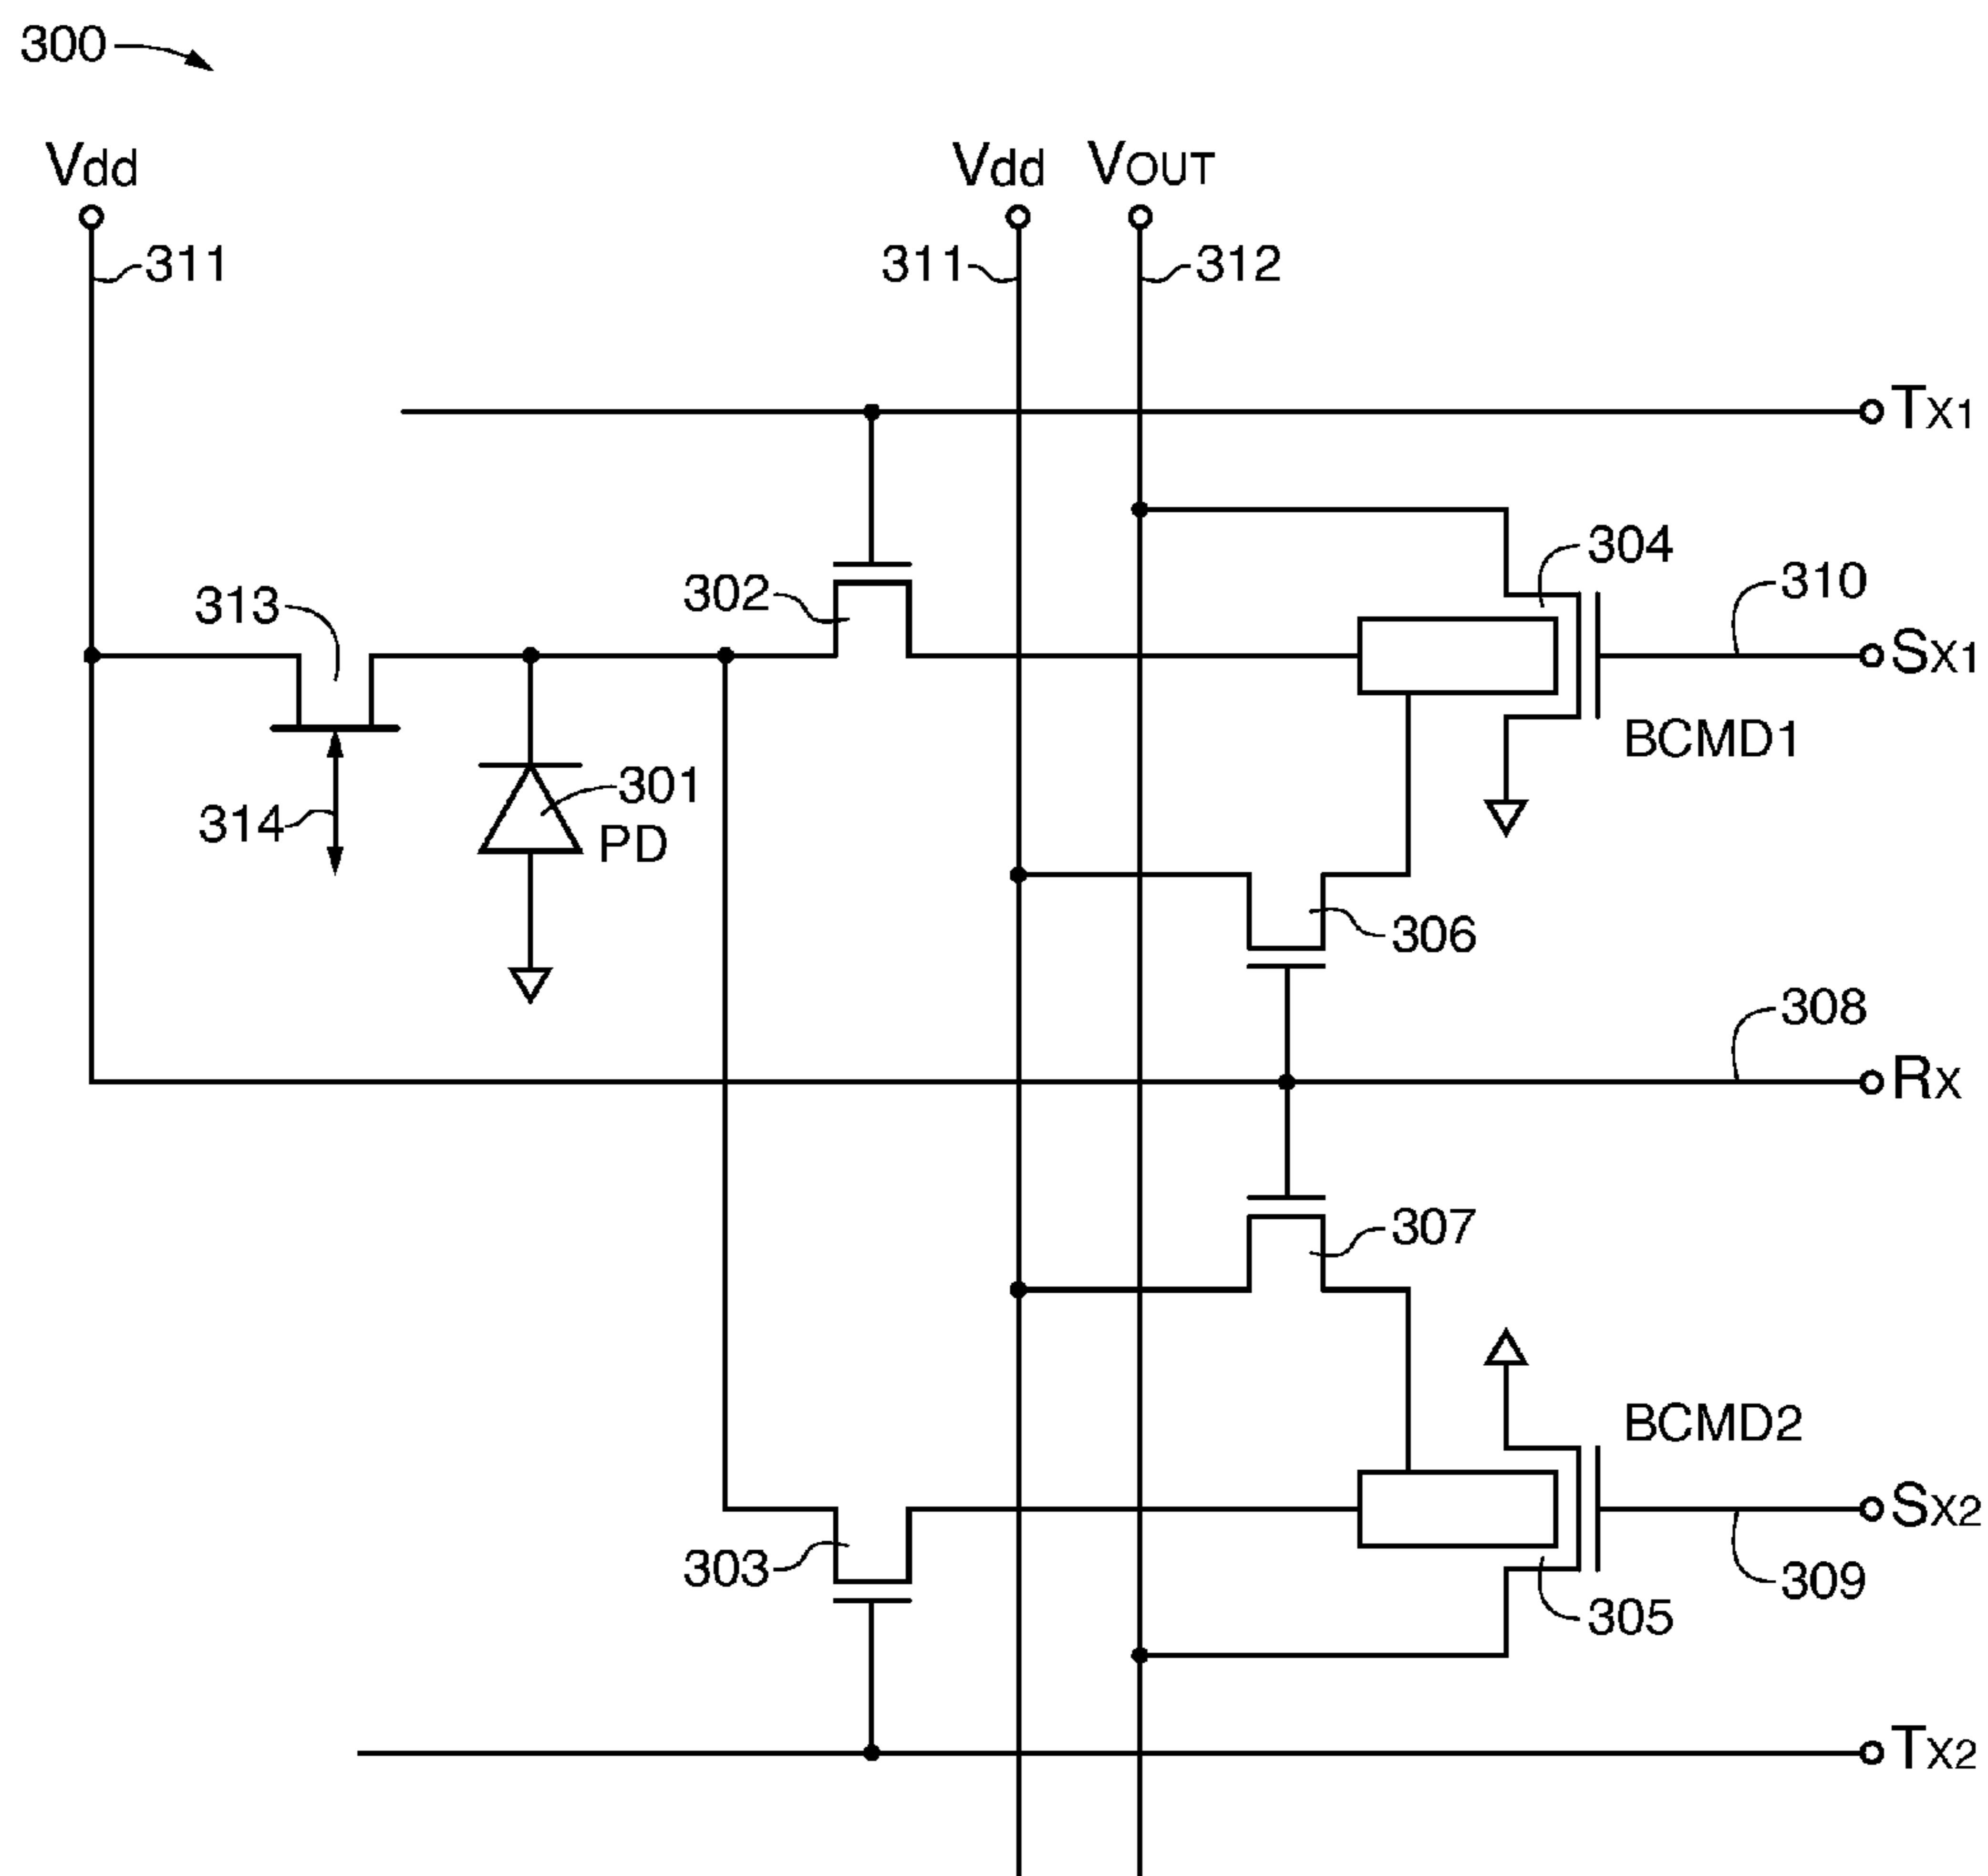 300
Vdd Vdd VOUT
311 311 312
TX1
304
302 310
313
SX1
BCMD1
301
314 PD
306
308
RX
307
BCMD2
SX2
303 309
305
TX2